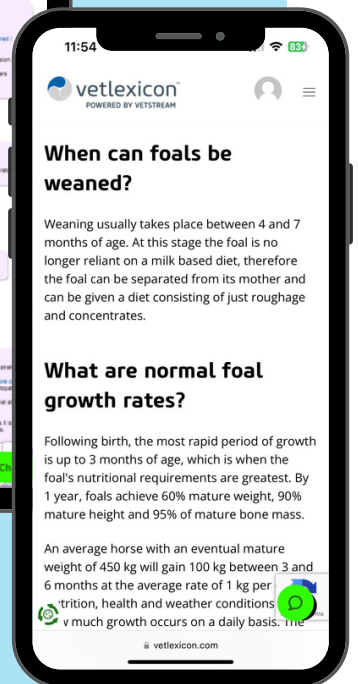 11:54
83
vetlexicon
POWERED BY VETSTREAM
When can foals be
weaned?
Weaning usually takes place between 4 and 7
months of age. At this stage the foal is no
longer reliant on a milk based diet, therefore
the foal can be separated from its mother and
can be given a diet consisting of just roughage
and concentrates.
What are normal foal
growth rates?
Following birth, the most rapid period of growth
is up to 3 months of age, which is when the
foal's nutritional requirements are greatest. By
1 year, foals achieve 60% mature weight, 90%
mature height and 95% of mature bone mass.
An average horse with an eventual mature
weight of 450 kg will gain 100 kg between 3 and
6 months at the average rate of 1 kg per
health and weather conditions
much growth occurs on a daily basis. The
vetlexicon.com